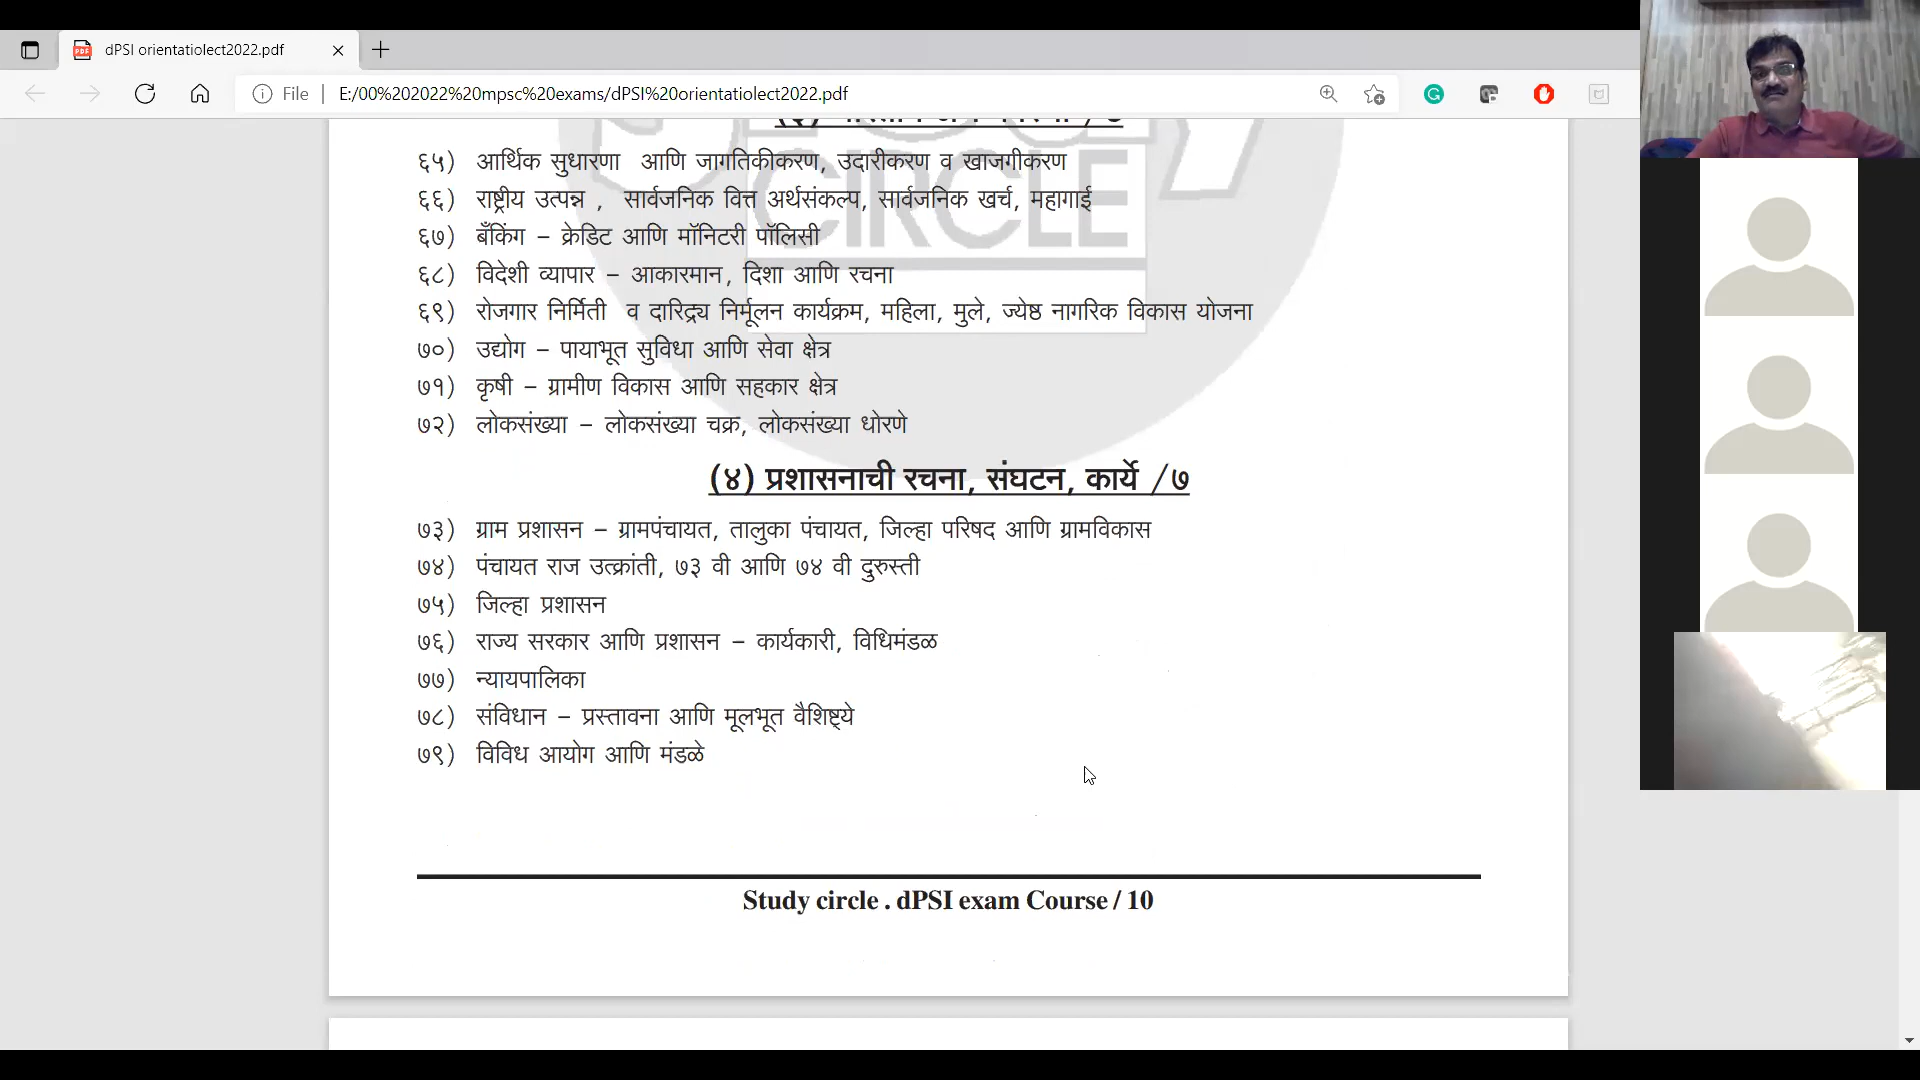 dPSI orientatiolect2022.pdf
File
E:/00%202022%20mpsc%20exams/dPSI%20orientatiolect2022.pdf
CIRCLE
६५) आर्थिक सुधारणा आणि जागतिकीकरण, उदारीकरण व खाजगीकरण
६६) राष्ट्रीय उत्पन्न , सार्वजनिक वित्त अर्थसंकल्प, सार्वजनिक खर्च, महागाई
६७) बँकिंग – क्रेडिट आणि मॉनिटरी पॉलिसी
६८) विदेशी व्यापार – आकारमान, दिशा आणि रचना
६९) रोजगार निर्मिती व दारिद्र्य निर्मूलन कार्यक्रम, महिला, मुले, ज्येष्ठ नागरिक विकास योजना
७०) उद्योग – पायाभूत सुविधा आणि सेवा क्षेत्र
७१) कृषी – ग्रामीण विकास आणि सहकार क्षेत्र
७२) लोकसंख्या – लोकसंख्या चक्र, लोकसंख्या धोरणे
(४) प्रशासनाची रचना, संघटन, कार्ये /७
७३) ग्राम प्रशासन – ग्रामपंचायत, तालुका पंचायत, जिल्हा परिषद आणि ग्रामविकास
७४) पंचायत राज उत्क्रांती, ७३ वी आणि ७४ वी दुरुस्ती
७५) जिल्हा प्रशासन
७६) राज्य सरकार आणि प्रशासन – कार्यकारी, विधिमंडळ
७७) न्यायपालिका
७८) संविधान – प्रस्तावना आणि मूलभूत वैशिष्ट्ये
७९) विविध आयोग आणि मंडळे
Study circle . dPSI exam Course / 10